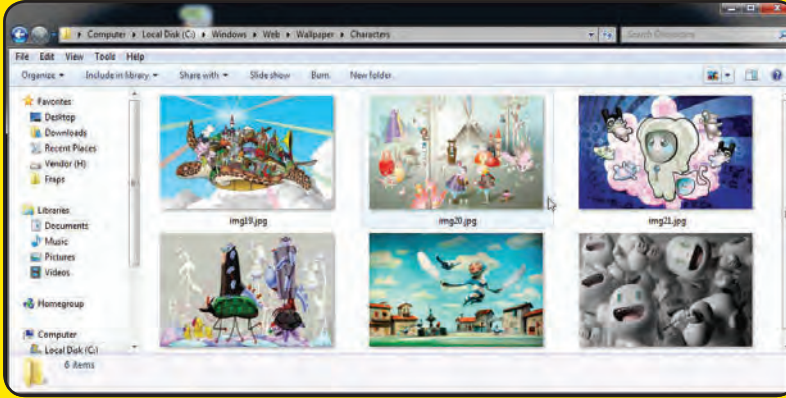 Computer ▸ Local Disk (C:) ▸ Windows ▸ Web ▸ Wallpaper ▸ Characters
Search Characters
File Edit View Tools Help
Organize Include in library Share with Slide show Burn New folder
Favorites
Desktop
Downloads
Recent Places
Vendor (H)
Fraps
Libraries
Documents
Music
Pictures
Videos
Homegroup
Computer
Local Disk (C:)
img19.jpg
img20.jpg
img21.jpg
6 items